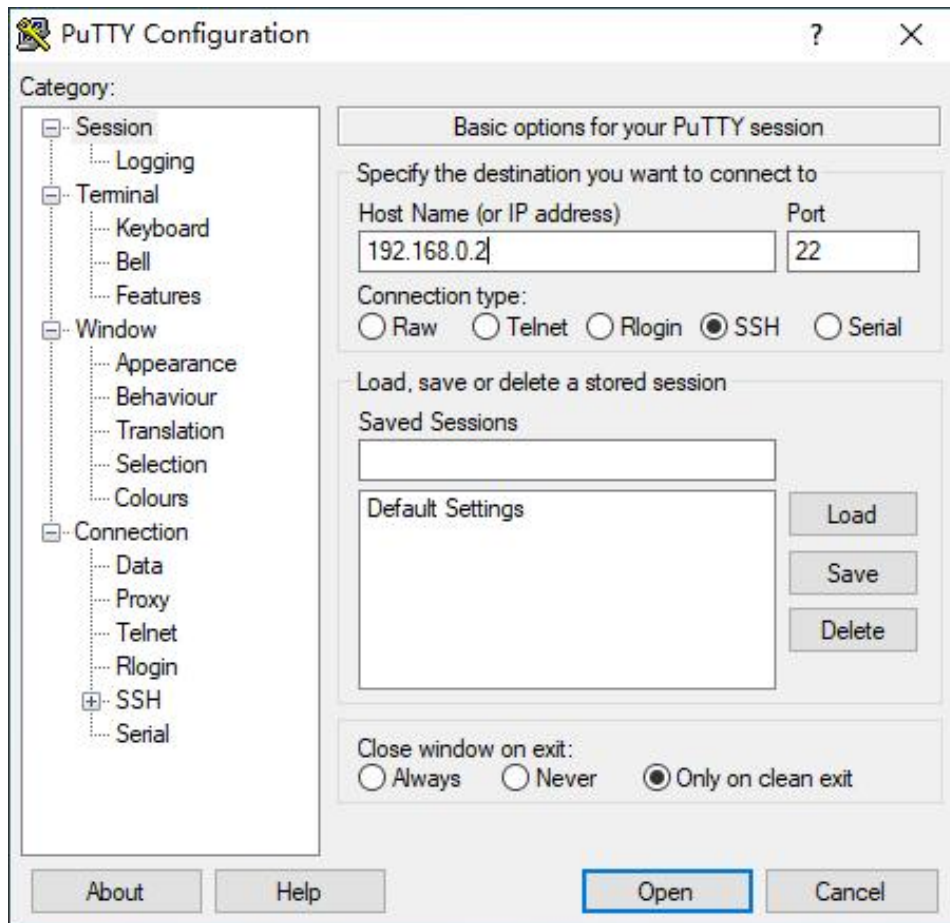 PuTTY Configuration
?
Category:
Session
Logging
Terminal
Keyboard
Bell
Features
Window
Appearance
Behaviour
Translation
Selection
Colours
Connection
Data
Proxy
Telnet
Rlogin
SSH
Serial
Basic options for your PuTTY session
Specify the destination you want to connect to
Host Name (or IP address) Port
192.168.0.2 22
Connection type:
Raw Telnet Rlogin SSH Serial
Load, save or delete a stored session
Saved Sessions
Default Settings
Load
Save
Delete
Close window on exit:
Always Never Only on clean exit
About Help Open Cancel